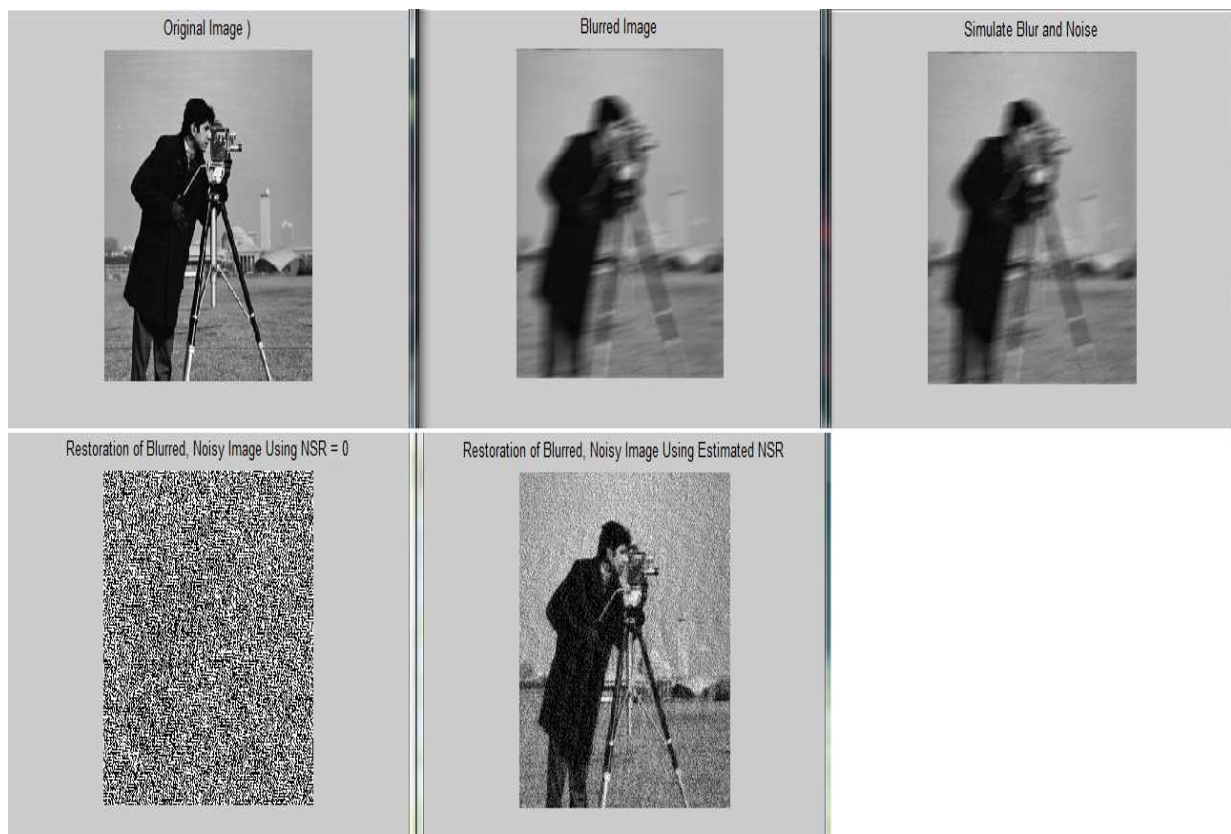 Original Image )
Blurred Image
Simulate Blur and Noise
Restoration of Blurred, Noisy Image Using NSR = 0
Restoration of Blurred, Noisy Image Using Estimated NSR